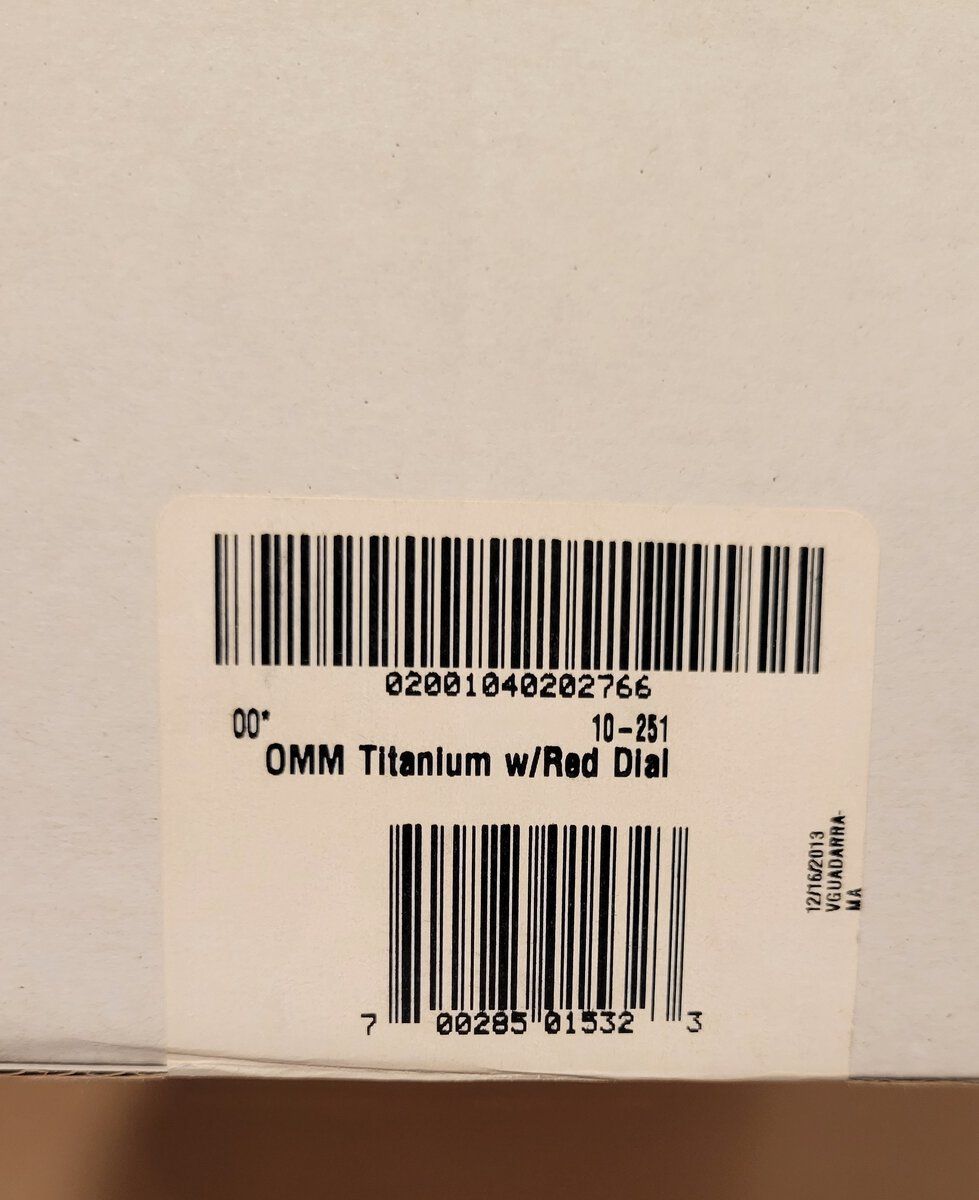 02001040202766
00* 10-251
OMM Titanium w/Red Dial
12/16/2013
VGUADARRA-
MA
7 00285 01532 3